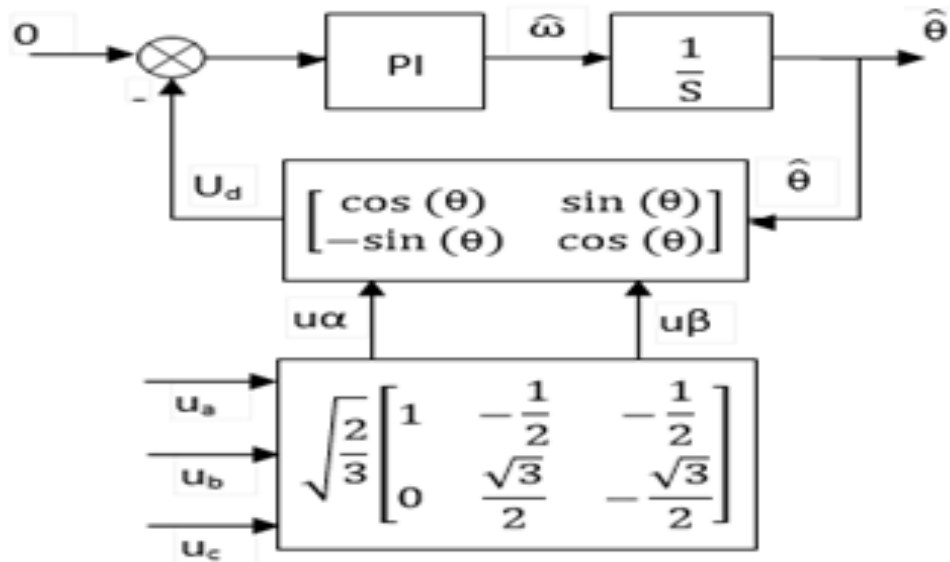 0
-
PI
ω̂
1/S
θ̂
U_d
[cos (θ) sin (θ)]
[−sin (θ) cos (θ)]
θ̂
uα
uβ
u_a
u_b
u_c
√(2/3) [1 −1/2 −1/2]
[0 √3/2 −√3/2]